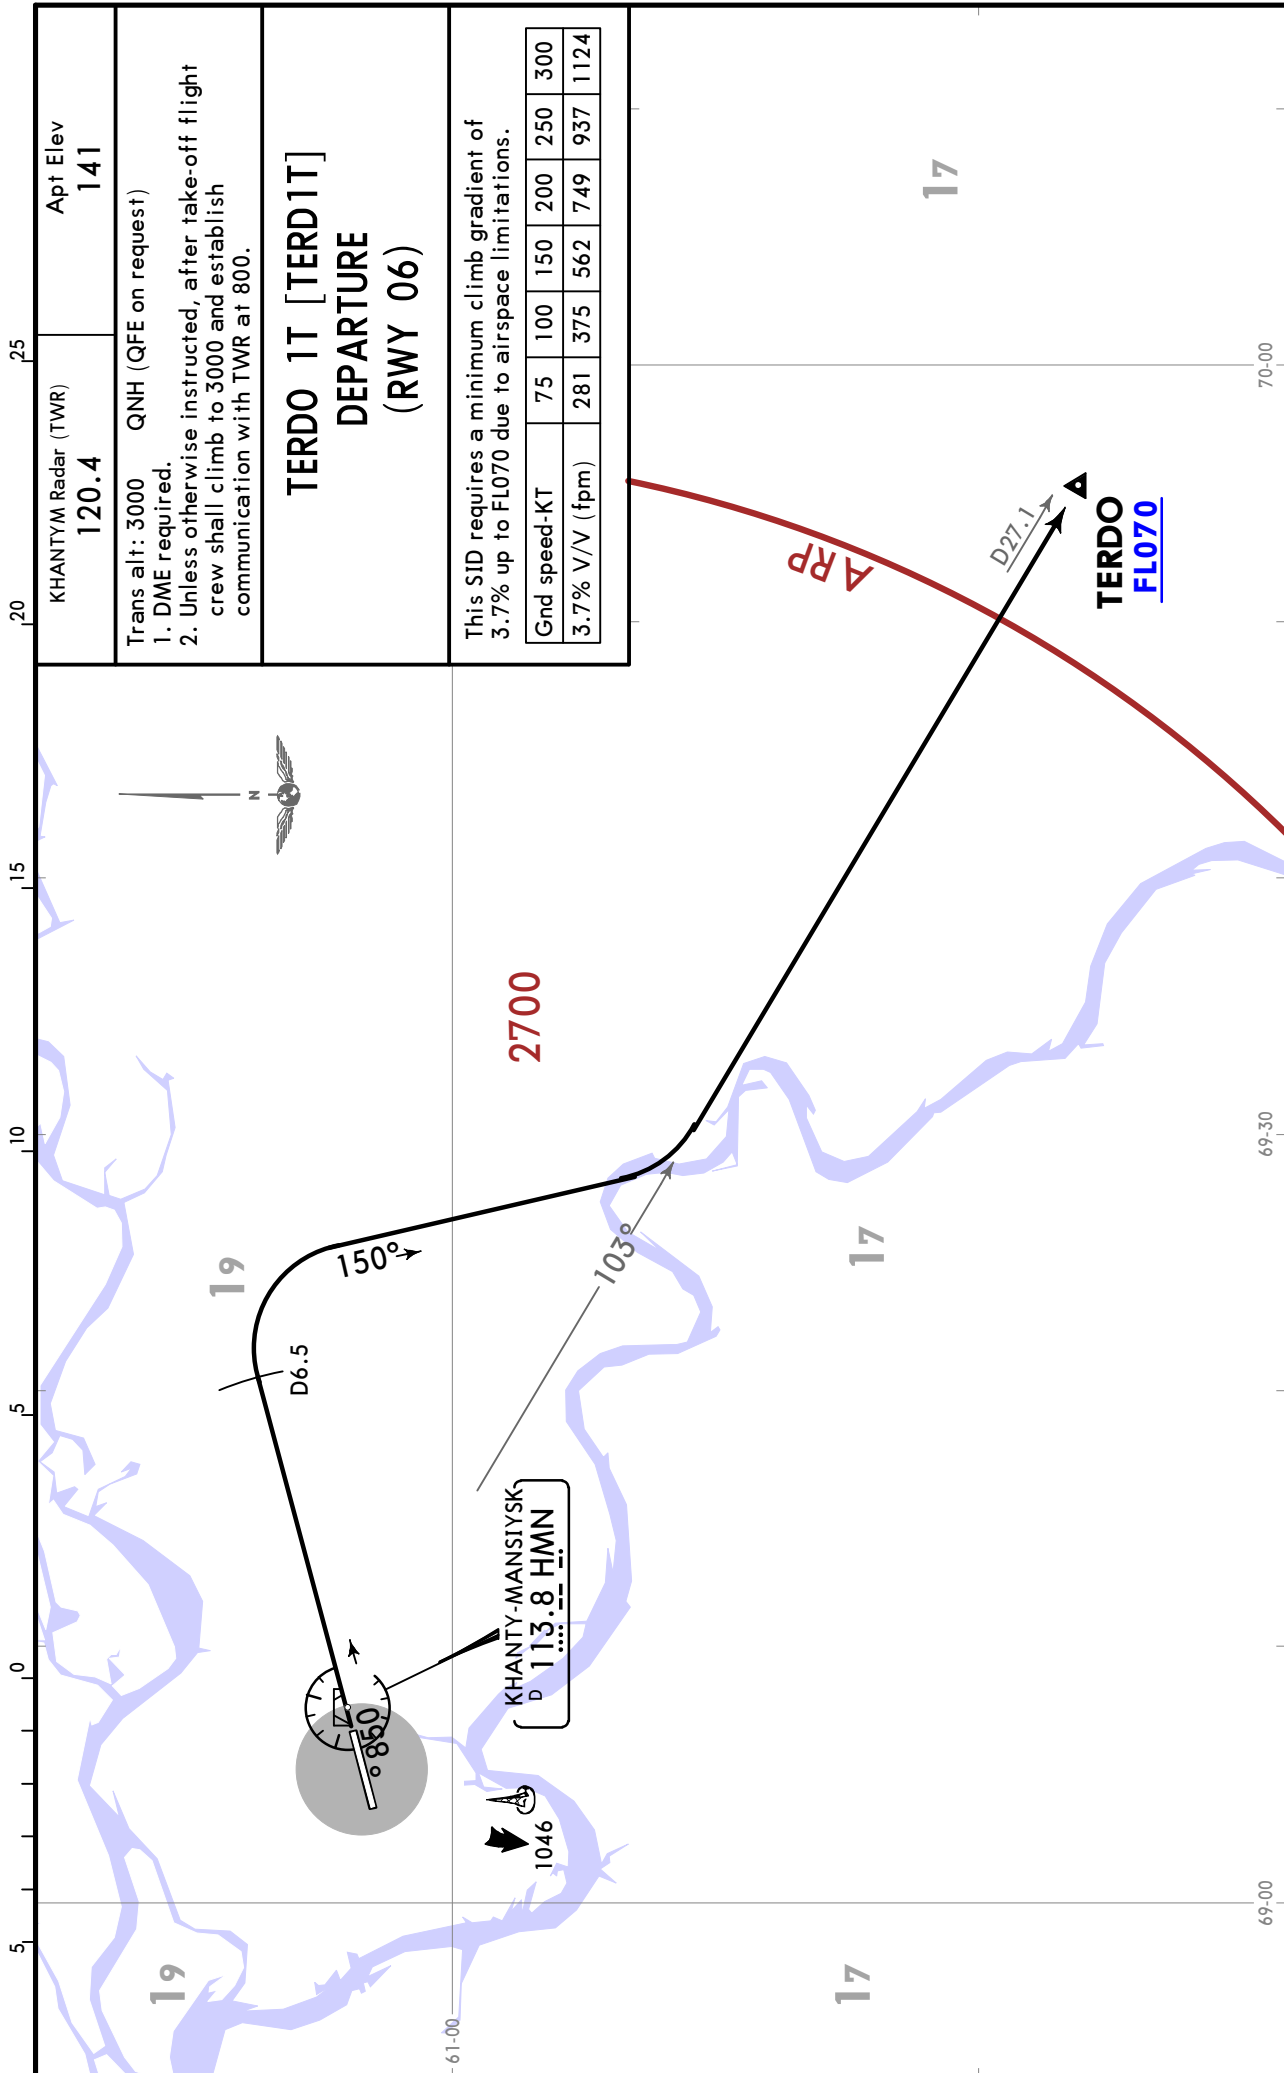 KHANTYM Radar (TWR)
120.4
Apt Elev
141
Trans alt: 3000 QNH (QFE on request)
1. DME required.
2. Unless otherwise instructed, after take-off flight
crew shall climb to 3000 and establish
communication with TWR at 800.
TERDO 1T [TERD1T]
DEPARTURE
(RWY 06)
This SID requires a minimum climb gradient of
3.7% up to FL070 due to airspace limitations.
Gnd speed-KT 75 100 150 200 250 300
3.7% V/V (fpm) 281 375 562 749 937 1124
5 0 5 10 15 20 25
N
19
19
17
17
17
2700
ARP
D6.5
150°
103°
D27.1
TERDO
FL070
058°
KHANTY-MANSIYSK
D 113.8 HMN
1046
61-00
69-00
69-30
70-00